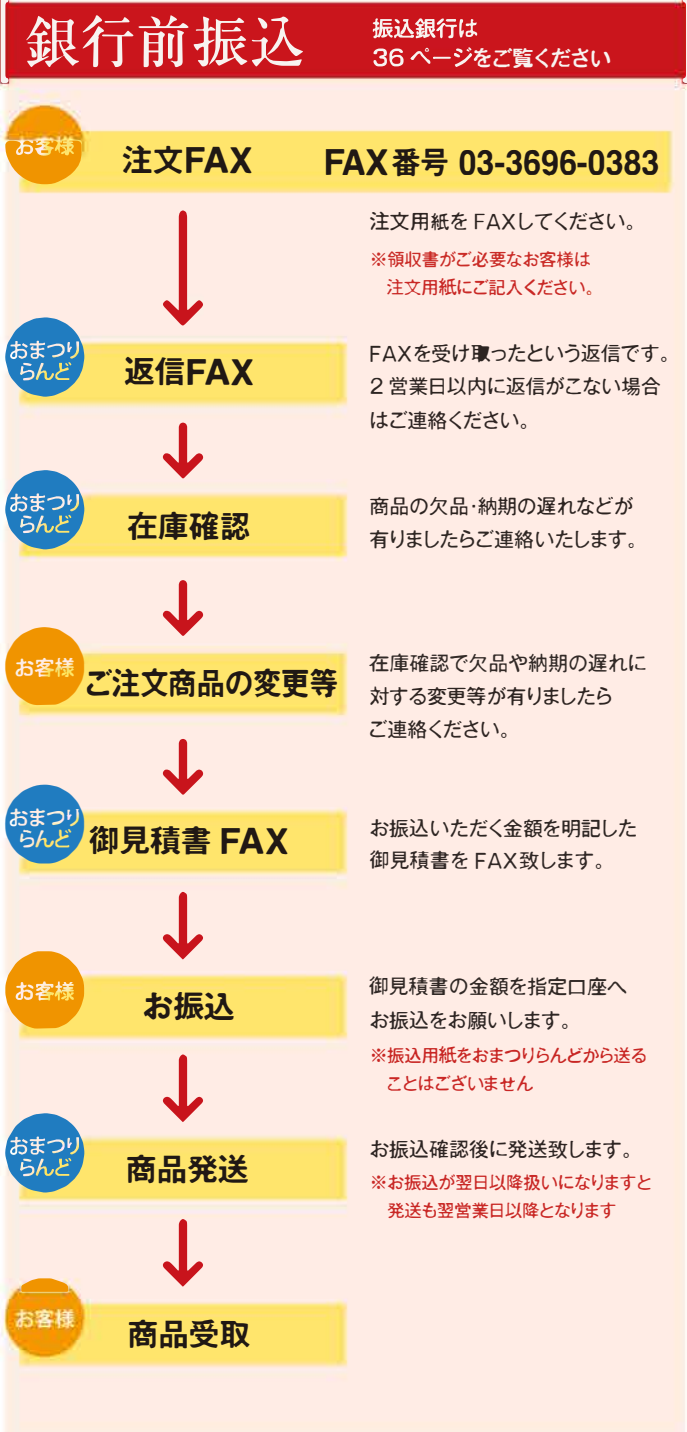 銀行前振込
振込銀行は
36 ページをご覧ください
お客様
注文FAX FAX番号 03-3696-0383
注文用紙を FAXしてください。
※領収書がご必要なお客様は
注文用紙にご記入ください。
おまつり
らんど
返信FAX
FAXを受け取ったという返信です。
2 営業日以内に返信がこない場合
はご連絡ください。
おまつり
らんど
在庫確認
商品の欠品・納期の遅れなどが
有りましたらご連絡いたします。
お客様
ご注文商品の変更等
在庫確認で欠品や納期の遅れに
対する変更等が有りましたら
ご連絡ください。
おまつり
らんど
御見積書 FAX
お振込いただく金額を明記した
御見積書を FAX致します。
お客様
お振込
御見積書の金額を指定口座へ
お振込をお願いします。
※振込用紙をおまつりらんどから送る
ことはございません
おまつり
らんど
商品発送
お振込確認後に発送致します。
※お振込が翌日以降扱いになりますと
発送も翌営業日以降となります
お客様
商品受取